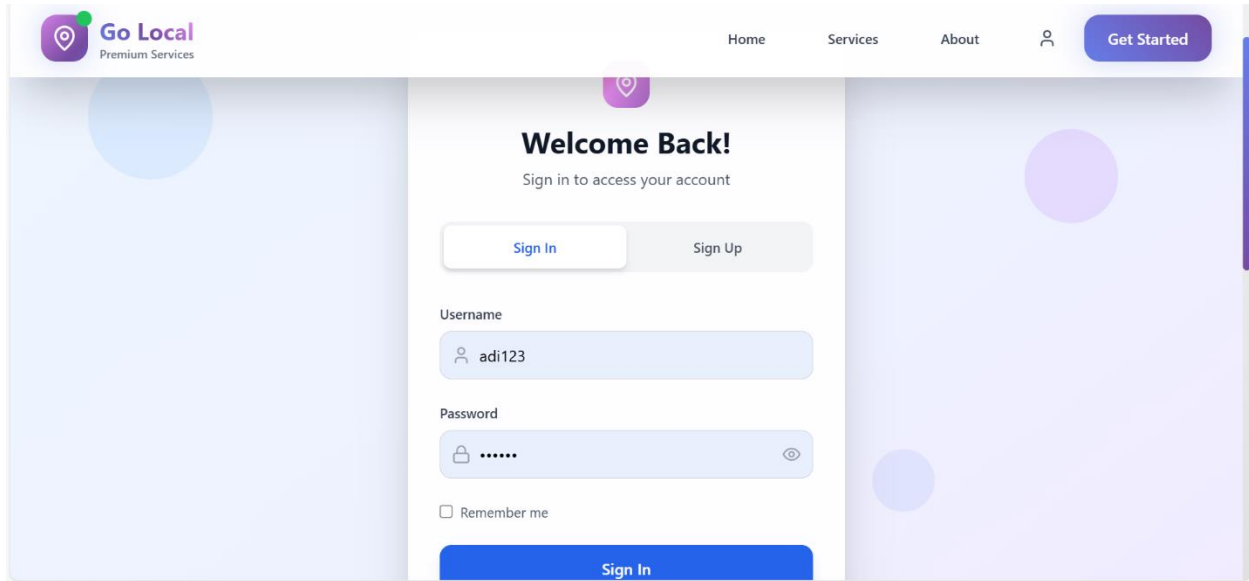 Go Local
Premium Services
Home Services About Get Started
Welcome Back!
Sign in to access your account
Sign In Sign Up
Username
adi123
Password
••••••
Remember me
Sign In